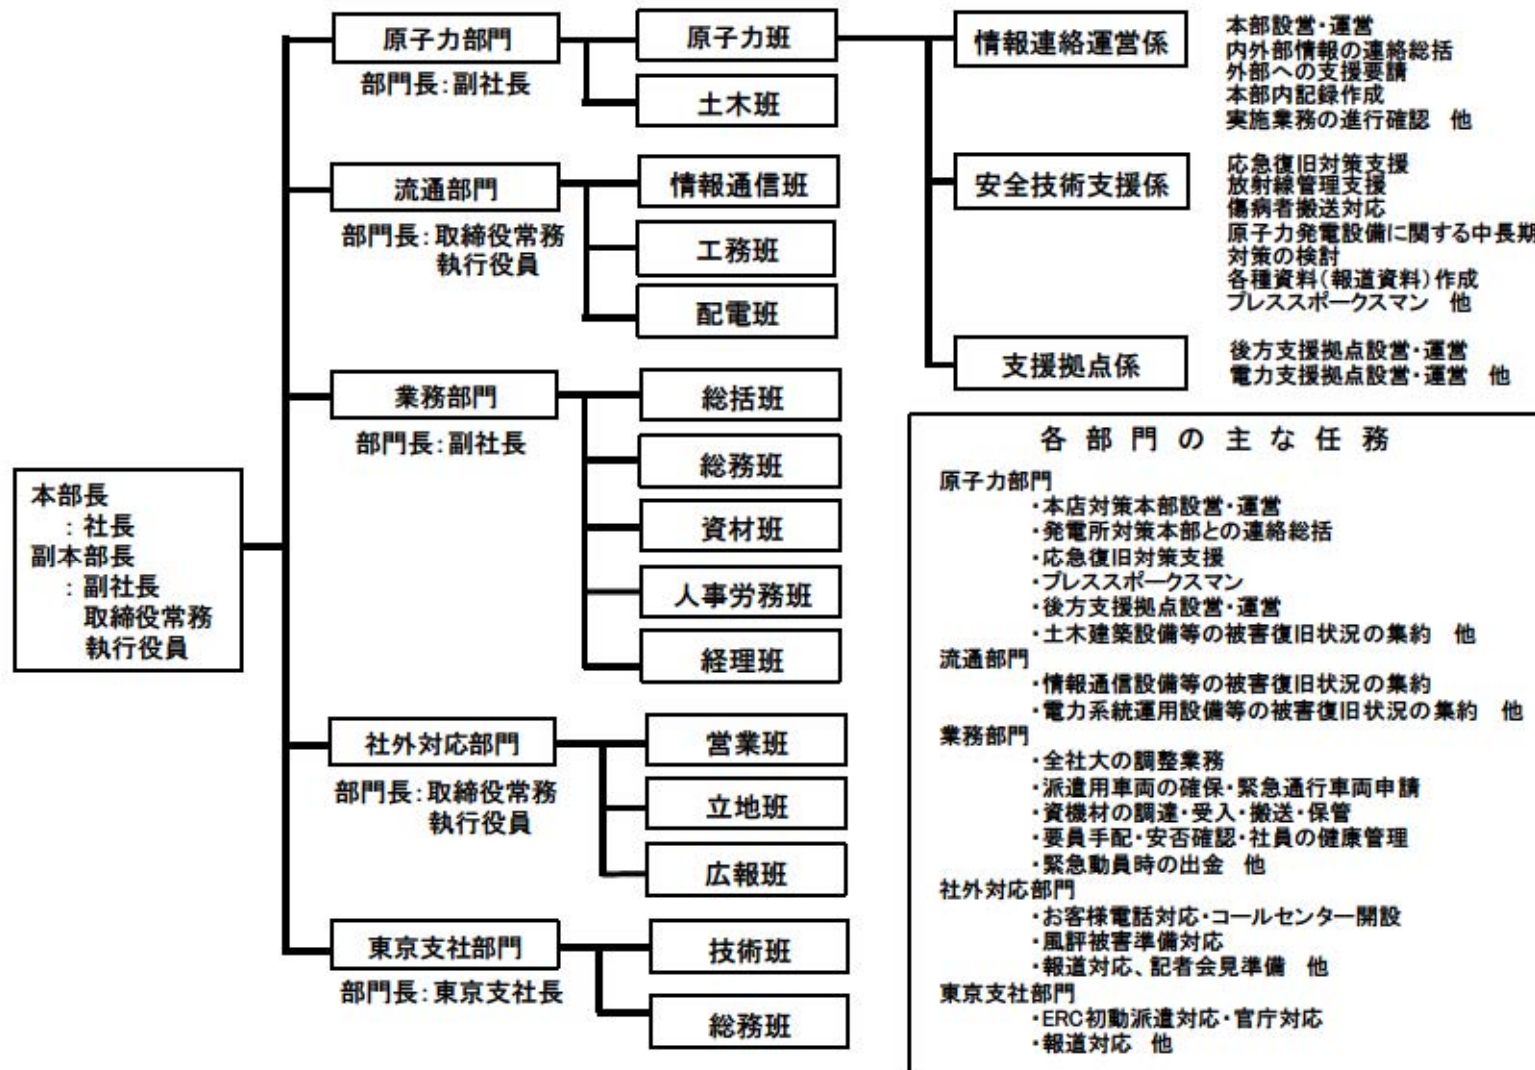 本部長
：社長
副本部長
：副社長
取締役常務
執行役員
原子力部門
部門長：副社長
原子力班
土木班
流通部門
部門長：取締役常務
執行役員
情報通信班
工務班
配電班
業務部門
部門長：副社長
総括班
総務班
資材班
人事労務班
経理班
社外対応部門
部門長：取締役常務
執行役員
営業班
立地班
広報班
東京支社部門
部門長：東京支社長
技術班
総務班
情報連絡運営係
本部設営・運営
内外部情報の連絡総括
外部への支援要請
本部内記録作成
実施業務の進行確認　他
安全技術支援係
応急復旧対策支援
放射線管理支援
傷病者搬送対応
原子力発電設備に関する中長期
対策の検討
各種資料（報道資料）作成
プレススポークスマン　他
支援拠点係
後方支援拠点設営・運営
電力支援拠点設営・運営　他
各部門の主な任務
原子力部門
・本店対策本部設営・運営
・発電所対策本部との連絡総括
・応急復旧対策支援
・プレススポークスマン
・後方支援拠点設営・運営
・土木建築設備等の被害復旧状況の集約　他
流通部門
・情報通信設備等の被害復旧状況の集約
・電力系統運用設備等の被害復旧状況の集約　他
業務部門
・全社大の調整業務
・派遣用車両の確保・緊急通行車両申請
・資機材の調達・受入・搬送・保管
・要員手配・安否確認・社員の健康管理
・緊急動員時の出金　他
社外対応部門
・お客様電話対応・コールセンター開設
・風評被害準備対応
・報道対応、記者会見準備　他
東京支社部門
・ERC初動派遣対応・官庁対応
・報道対応　他